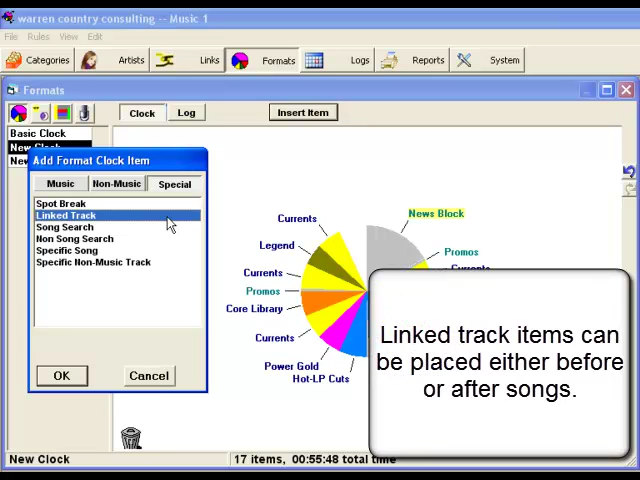 warren country consulting -- Music 1
File Rules View Edit
Categories Artists Links Formats Logs Reports System
Formats
Clock Log Insert Item
Basic Clock
New Clock
New
Add Format Clock Item
Music Non-Music Special
Spot Break
Linked Track
Song Search
Non Song Search
Specific Song
Specific Non-Music Track
OK Cancel
News Block
Currents
Promos
Legend
Currents
Currents
Promos
Core Library
Currents
Power Gold
Hot-LP Cuts
Linked track items can
be placed either before
or after songs.
New Clock
17 items, 00:55:48 total time